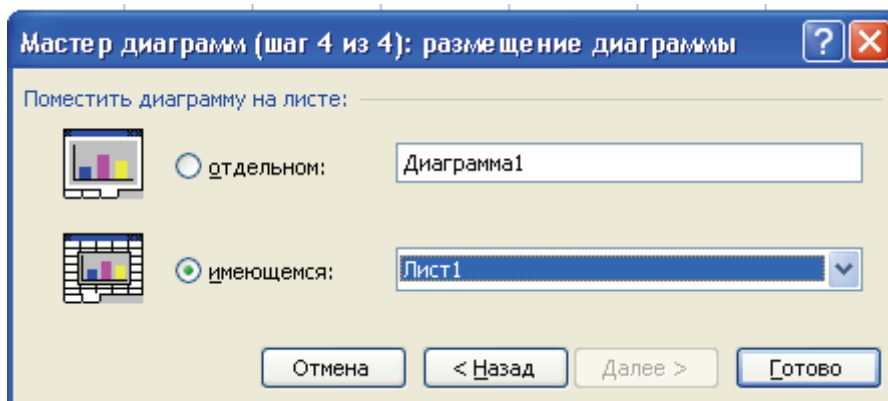 Мастер диаграмм (шаг 4 из 4): размещение диаграммы
Поместить диаграмму на листе:
отдельном: Диаграмма1
имеющемся: Лист1
Отмена < Назад Далее > Готово